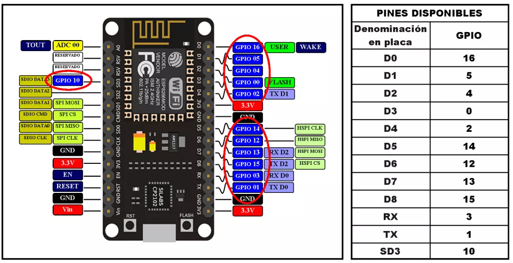 TOUT ADC 00 GPIO 16 USER WAKE
RESERVADO GPIO 05
RESERVADO GPIO 04
SDIO DATA3 GPIO 10 GPIO 00 FLASH
SDIO DATA2 GPIO 02 TX D1
SDIO DATA1 SPI MOSI 3.3V
SDIO CMD SPI CS GND
SDIO DATA0 SPI MISO GPIO 14 HSPI CLK
SDIO CLK SPI CLK GPIO 12 HSPI MISO
GND GPIO 13 RX D2 HSPI MOSI
3.3V GPIO 15 TX D2 HSPI CS
EN GPIO 03 RX D0
RESET GPIO 01 TX D0
GND GND
Vin 3.3V
WiFi
FC
SILABS
CP2102
RST FLASH
PINES DISPONIBLES
Denominación en placa GPIO
D0 16
D1 5
D2 4
D3 0
D4 2
D5 14
D6 12
D7 13
D8 15
RX 3
TX 1
SD3 10